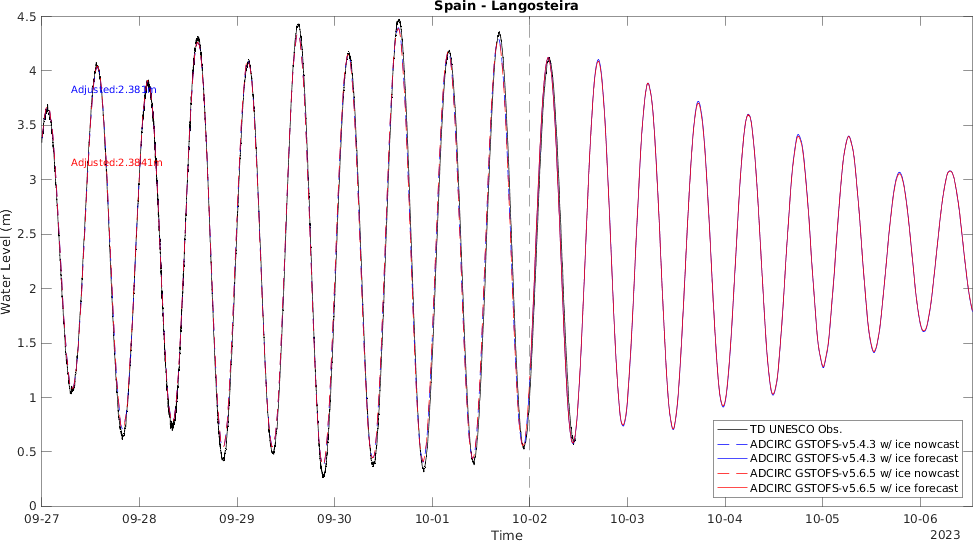 Spain - Langosteira
4.5
4
3.5
3
2.5
2
1.5
1
0.5
0
Water Level (m)
Adjusted:2.381m
Adjusted:2.3841m
TD UNESCO Obs.
ADCIRC GSTOFS-v5.4.3 w/ ice nowcast
ADCIRC GSTOFS-v5.4.3 w/ ice forecast
ADCIRC GSTOFS-v5.6.5 w/ ice nowcast
ADCIRC GSTOFS-v5.6.5 w/ ice forecast
09-27 09-28 09-29 09-30 10-01 10-02 10-03 10-04 10-05 10-06
Time
2023